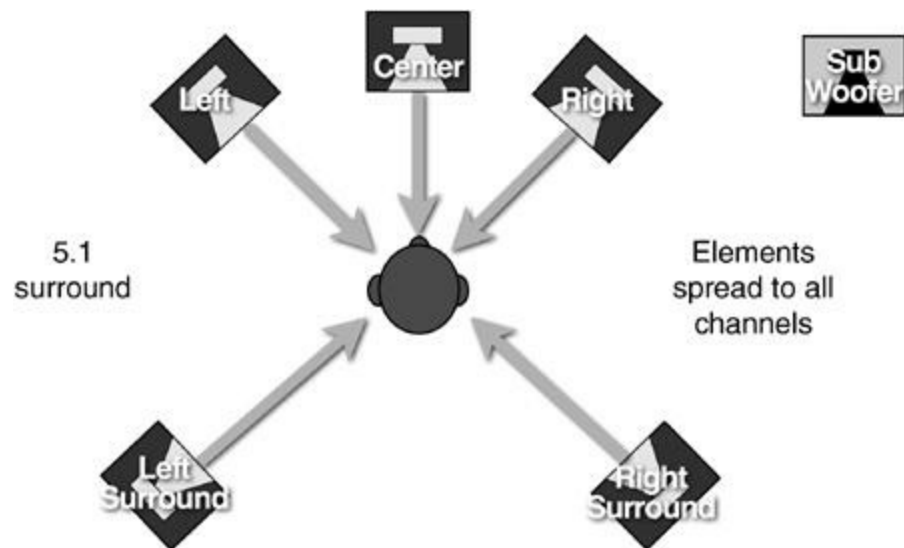 Center
Left
Right
Sub
Woofer
5.1
surround
Elements
spread to all
channels
Left
Surround
Right
Surround